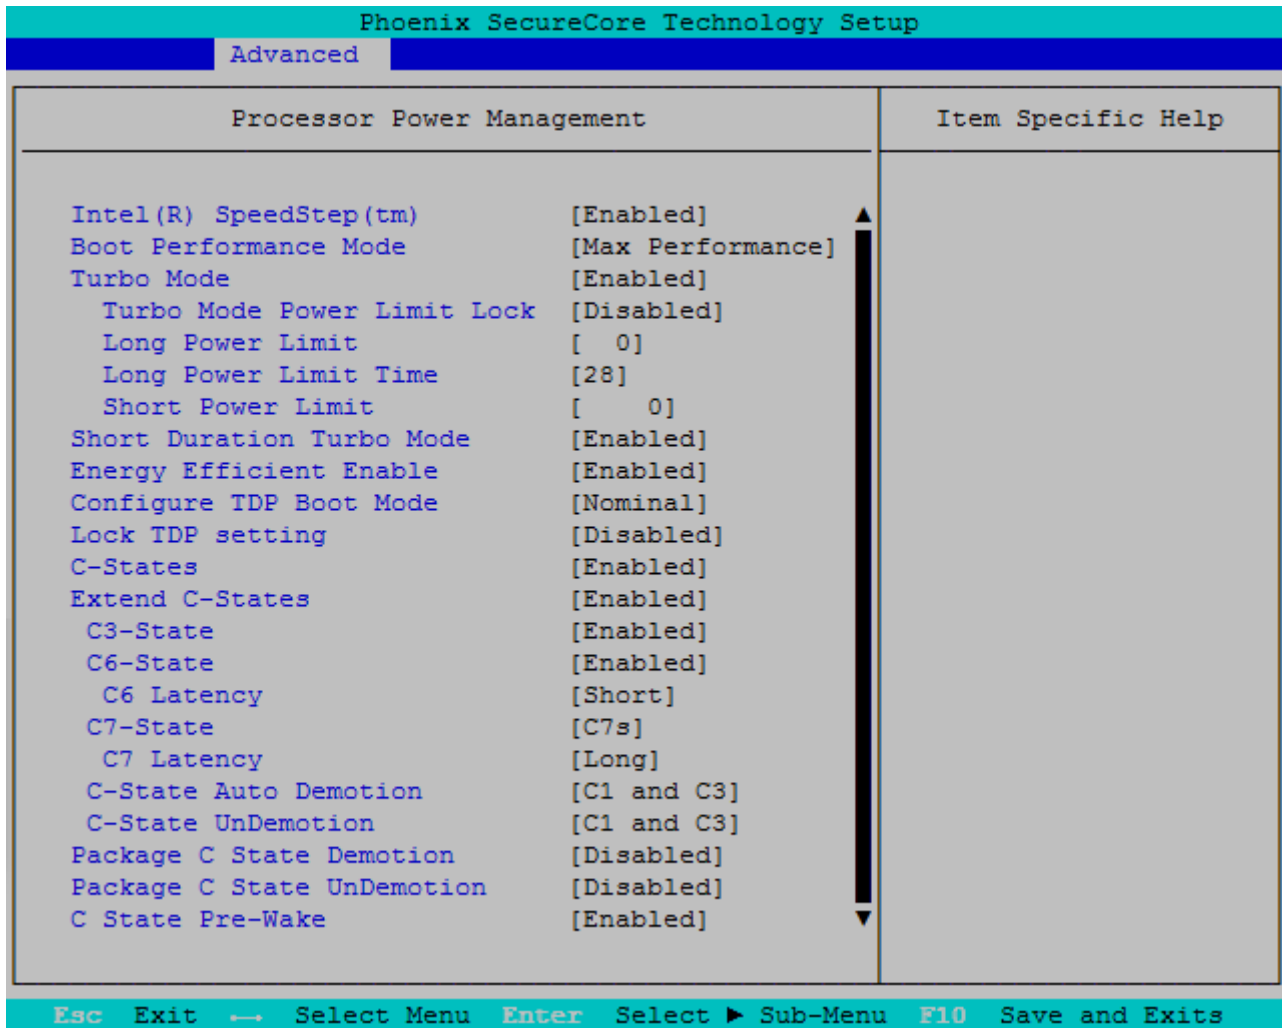 Phoenix SecureCore Technology Setup
Advanced
Processor Power Management
Item Specific Help
Intel(R) SpeedStep(tm) [Enabled]
Boot Performance Mode [Max Performance]
Turbo Mode [Enabled]
Turbo Mode Power Limit Lock [Disabled]
Long Power Limit [  0]
Long Power Limit Time [28]
Short Power Limit [    0]
Short Duration Turbo Mode [Enabled]
Energy Efficient Enable [Enabled]
Configure TDP Boot Mode [Nominal]
Lock TDP setting [Disabled]
C-States [Enabled]
Extend C-States [Enabled]
C3-State [Enabled]
C6-State [Enabled]
C6 Latency [Short]
C7-State [C7s]
C7 Latency [Long]
C-State Auto Demotion [C1 and C3]
C-State UnDemotion [C1 and C3]
Package C State Demotion [Disabled]
Package C State UnDemotion [Disabled]
C State Pre-Wake [Enabled]
Esc Exit ←→ Select Menu Enter Select ► Sub-Menu F10 Save and Exits